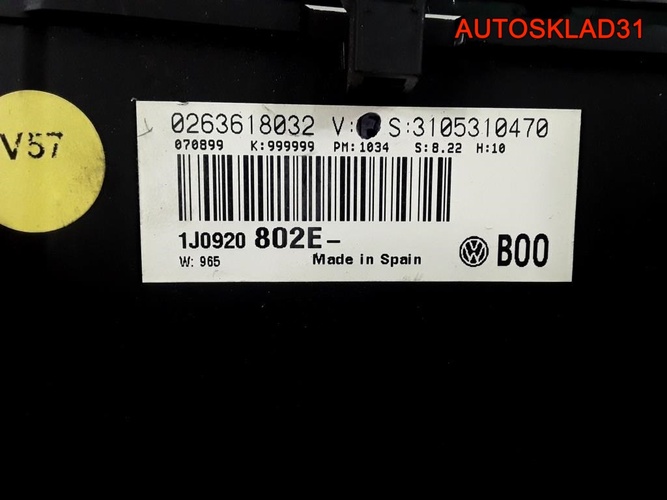 AUTOSKLAD31
V57
0263618032 V: S:3105310470
070899 K:999999 PM:1034 S:8.22 H:10
1J0920 802E-
W: 965 Made in Spain
B00